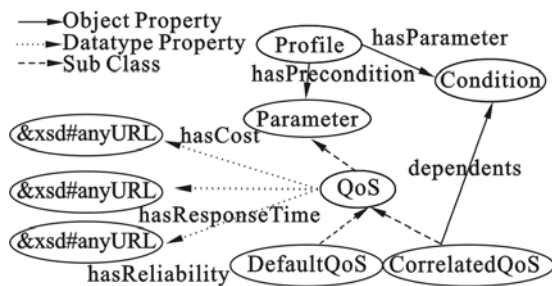 Object Property
Datatype Property
Sub Class
Profile
hasParameter
hasPrecondition
Condition
Parameter
&xsd#anyURL
hasCost
dependents
&xsd#anyURL
QoS
hasResponseTime
&xsd#anyURL
hasReliability
DefaultQoS
CorrelatedQoS